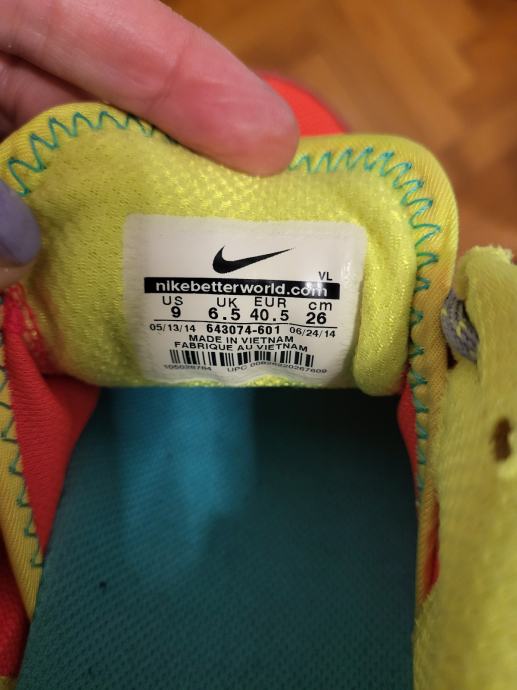 VL
nikebetterworld.com
US UK EUR cm
9 6.5 40.5 26
05/13/14 643074-601 06/24/14
MADE IN VIETNAM
FABRIQUE AU VIETNAM
UPC